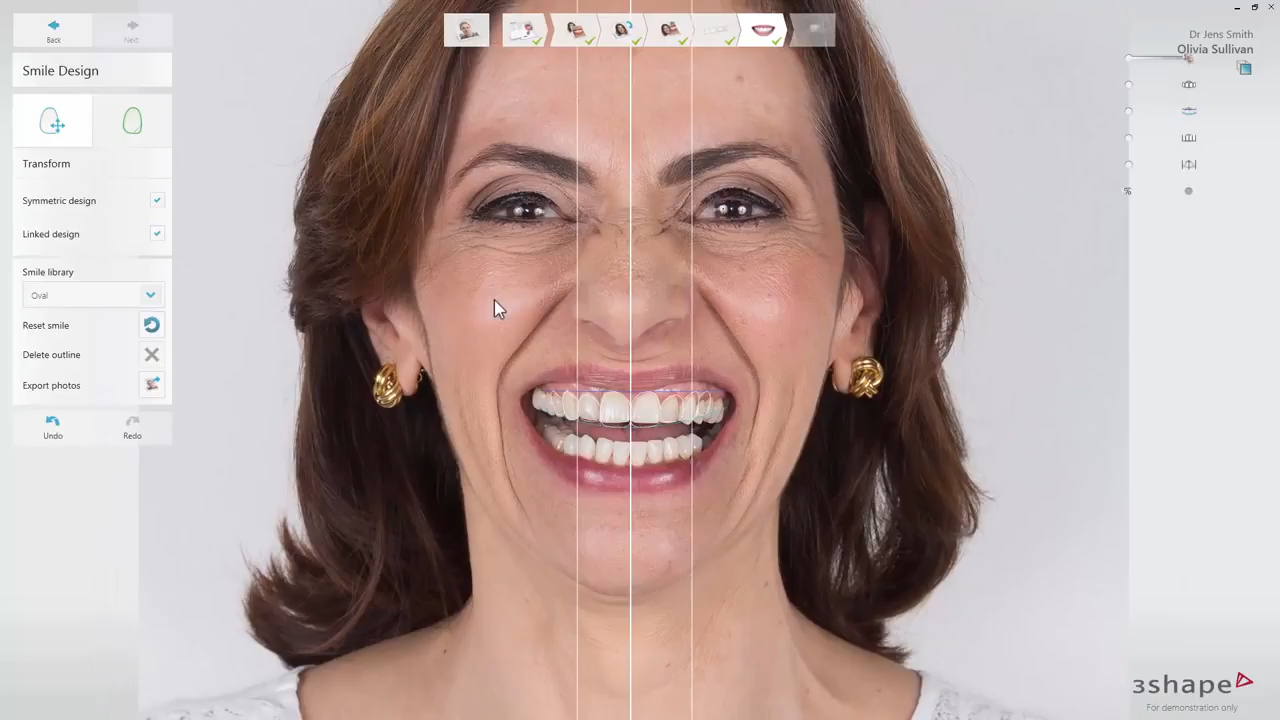 Back
Next
Smile Design
Transform
Symmetric design
Linked design
Smile library
Oval
Reset smile
Delete outline
Export photos
Undo
Redo
Dr Jens Smith
Olivia Sullivan
%
3shape
For demonstration only